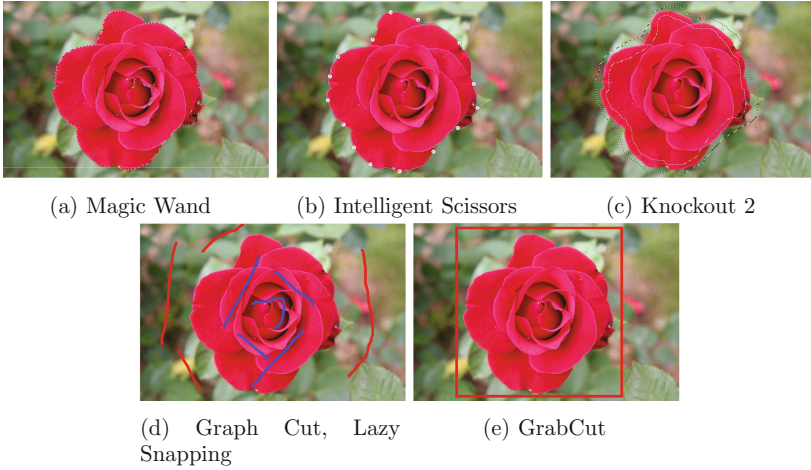 (a) Magic Wand
(b) Intelligent Scissors
(c) Knockout 2
(d) Graph Cut, Lazy
Snapping
(e) GrabCut